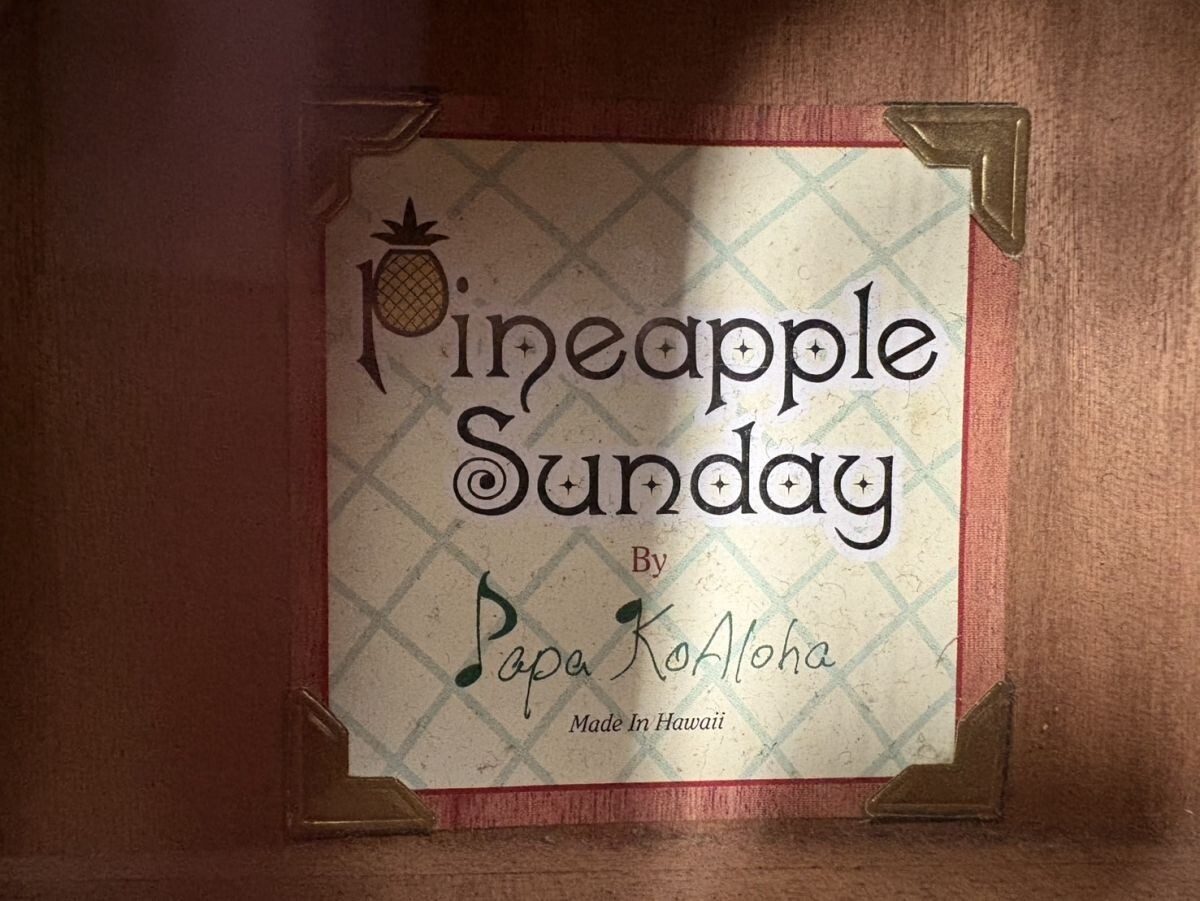 Pineapple
Sunday
By
Papa KoAloha
Made In Hawaii